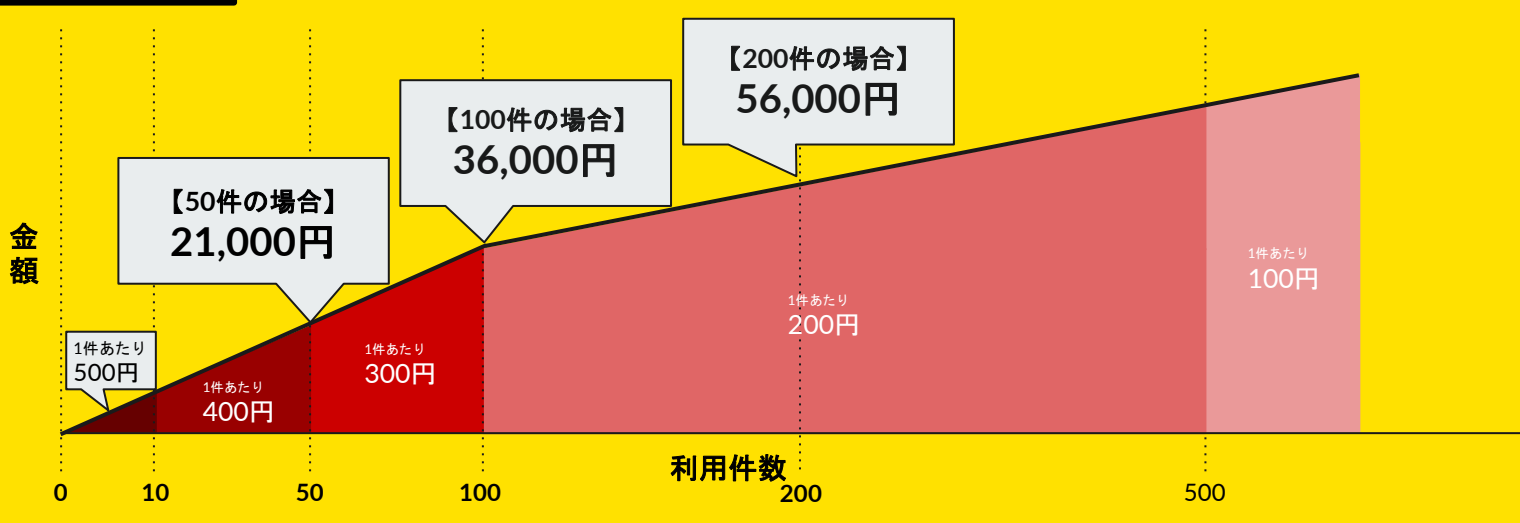 【200件の場合】
56,000円
【100件の場合】
36,000円
【50件の場合】
21,000円
金額
1件あたり
500円
1件あたり
400円
1件あたり
300円
1件あたり
200円
1件あたり
100円
利用件数
0
10
50
100
200
500